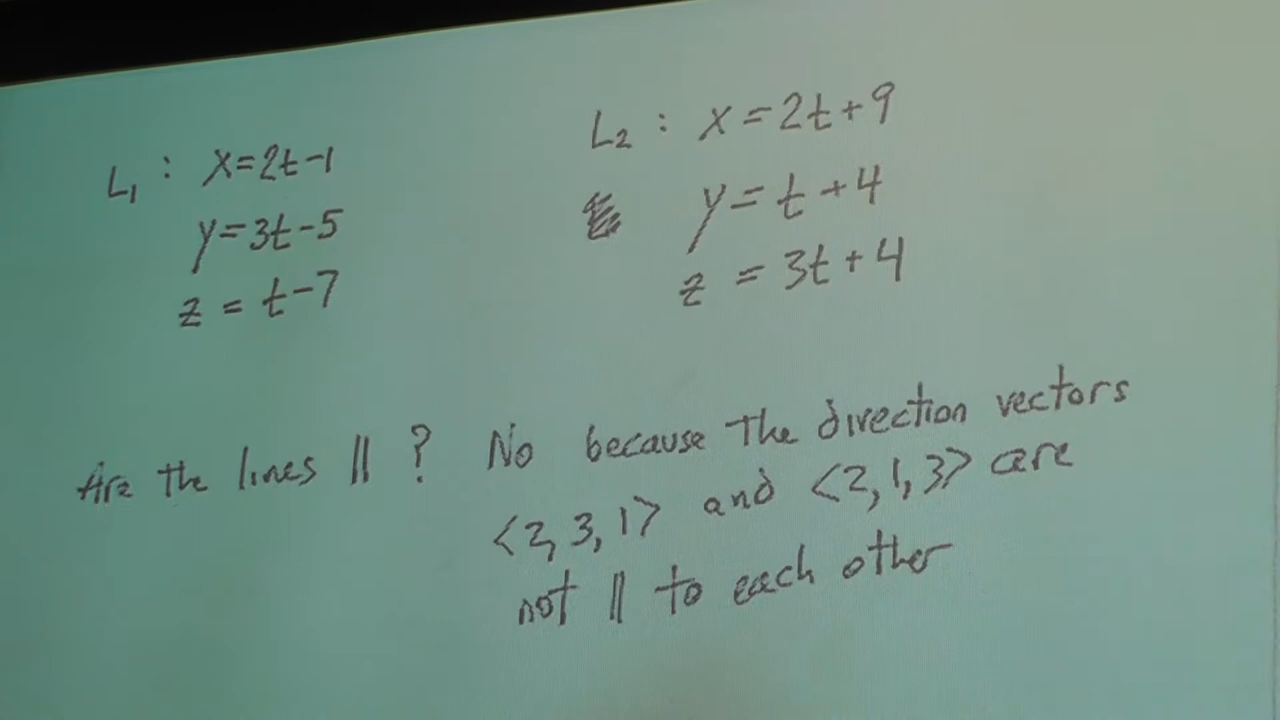 L₁ : x=2t-1
y=3t-5
z = t-7
L₂ : x=2t+9
y= t+4
z = 3t+4
Are the lines || ? No because the direction vectors
<2, 3, 1> and <2, 1, 3> are
not || to each other